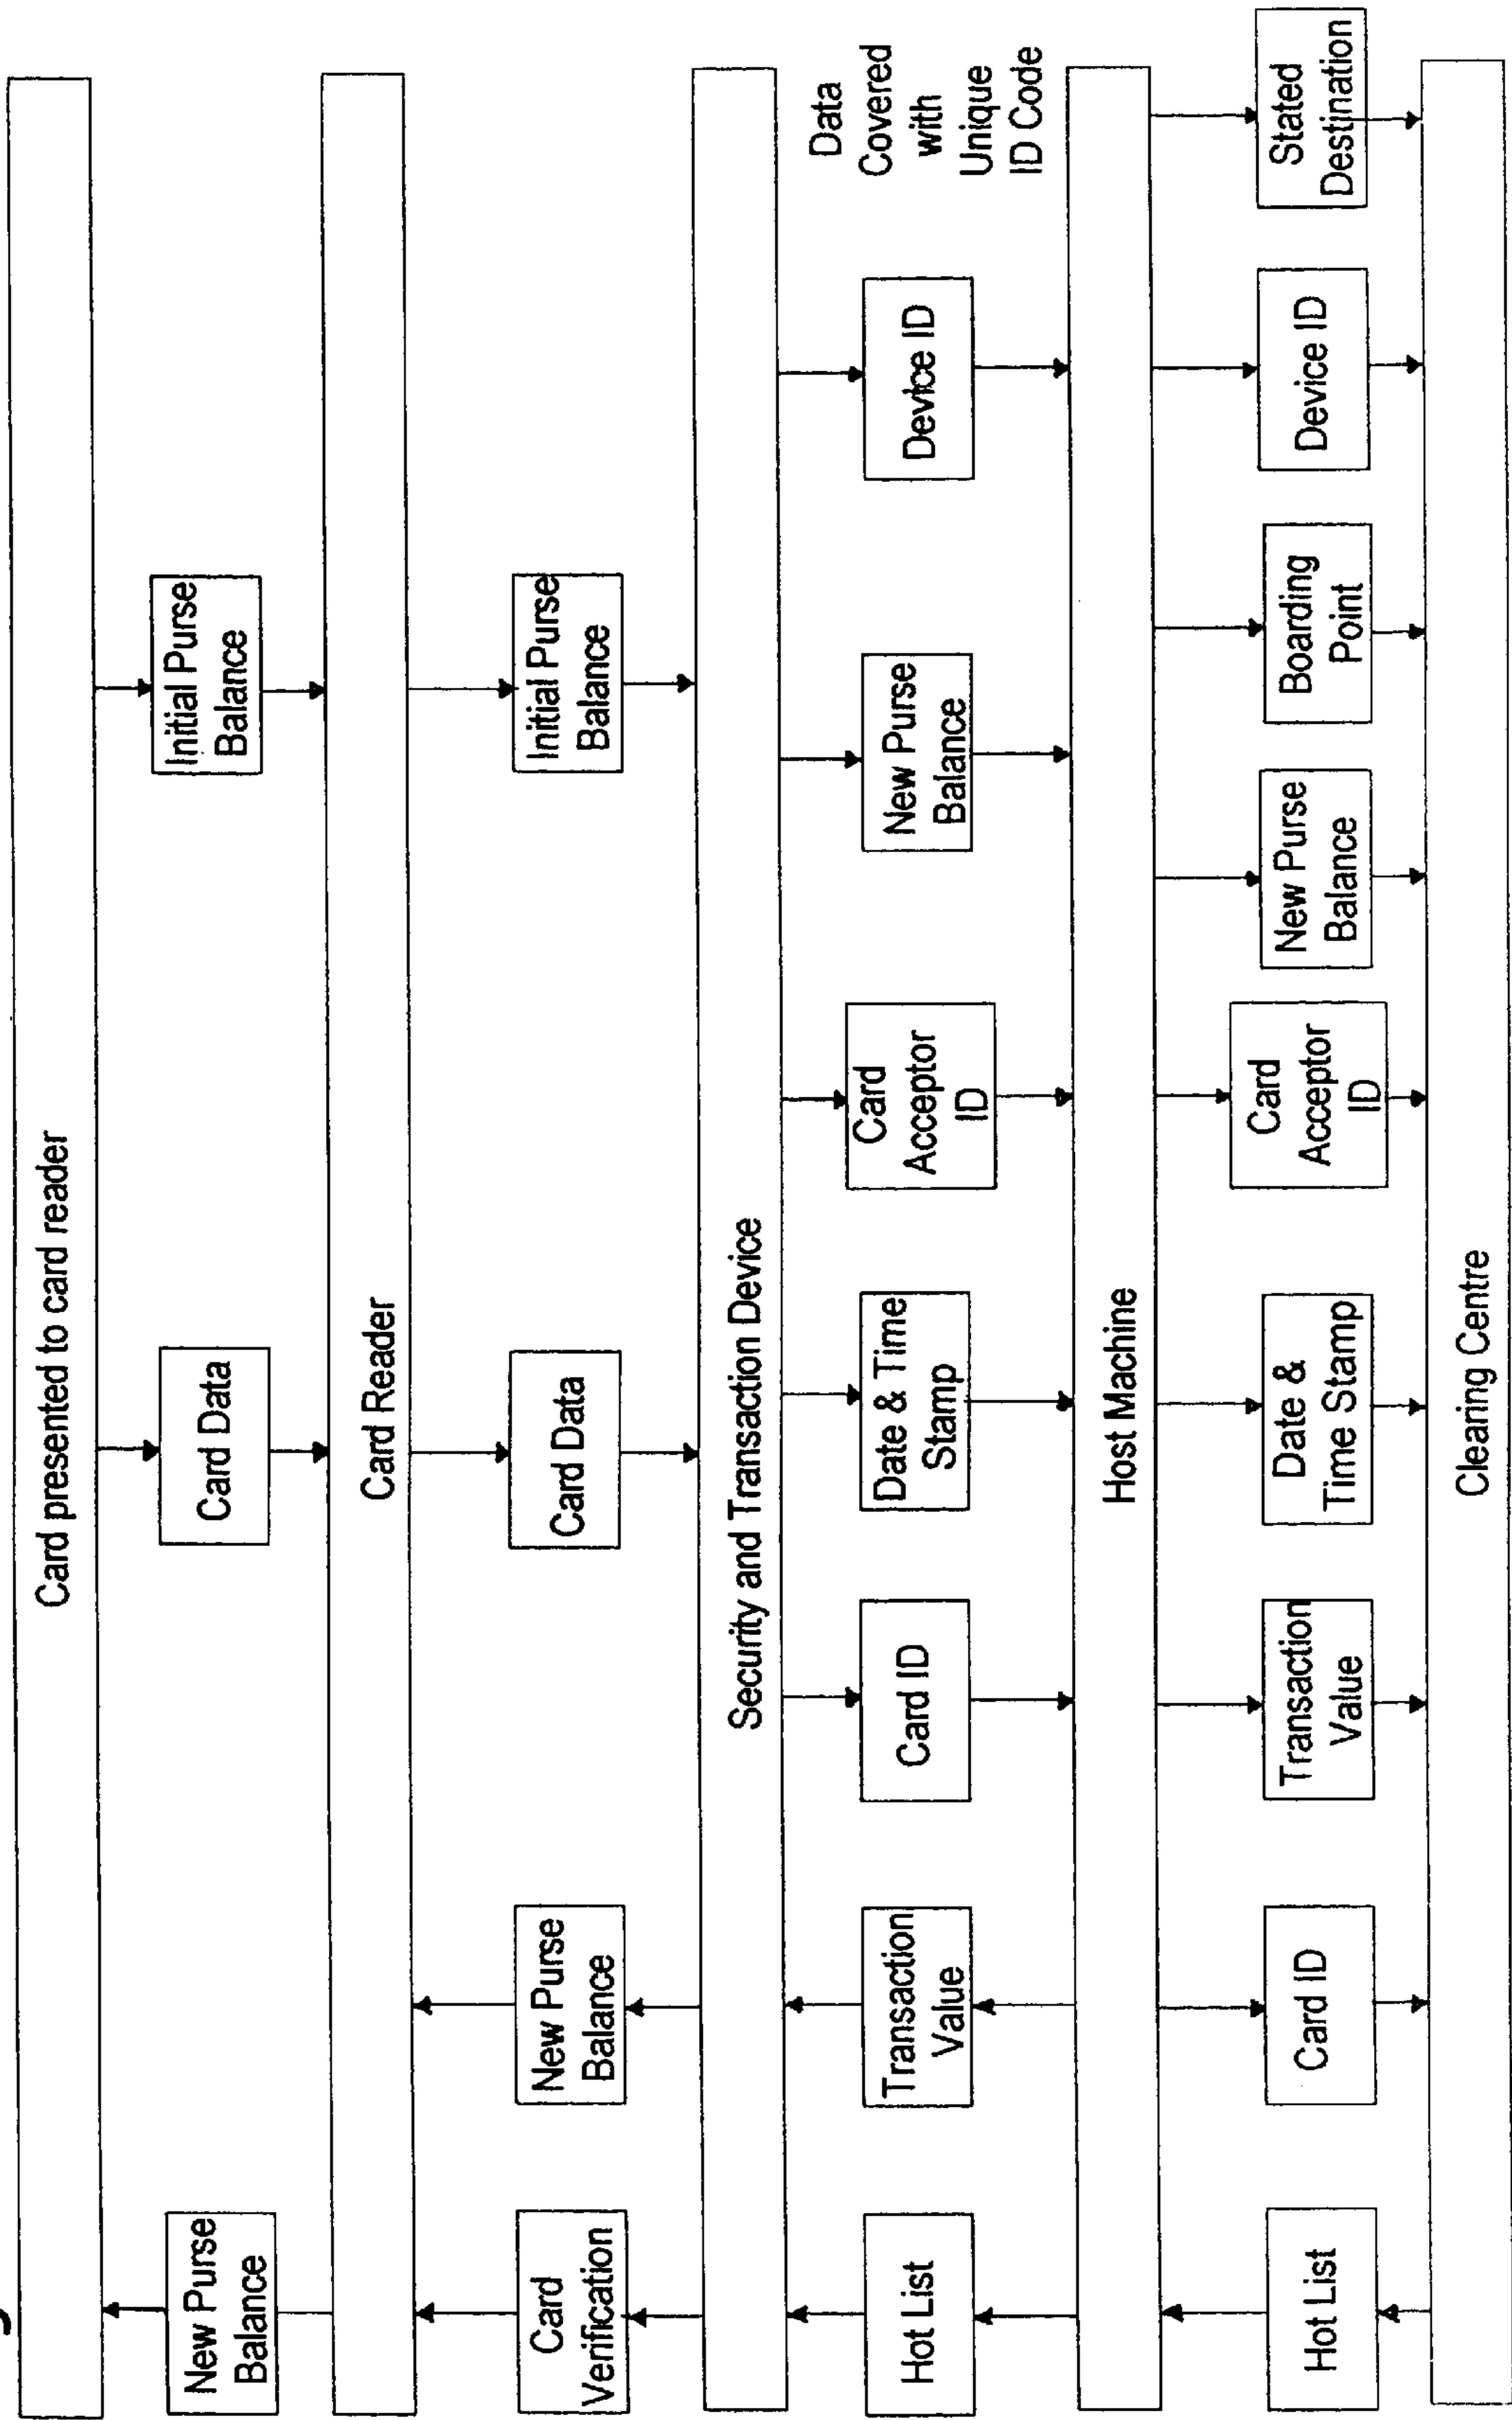 Card presented to card reader
New Purse
Balance
Card Data
Initial Purse
Balance
Card Reader
Card
Verification
New Purse
Balance
Card Data
Initial Purse
Balance
Security and Transaction Device
Hot List
Transaction
Value
Card ID
Date & Time
Stamp
Card
Acceptor
ID
New Purse
Balance
Device ID
Data
Covered
with
Unique
ID Code
Host Machine
Hot List
Card ID
Transaction
Value
Date &
Time Stamp
Card
Acceptor
ID
New Purse
Balance
Boarding
Point
Device ID
Stated
Destination
Clearing Centre